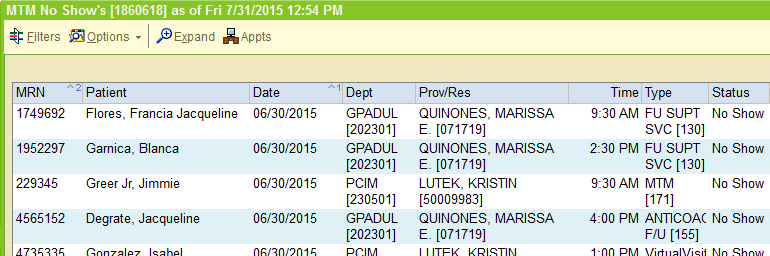 MTM No Show's [1860618] as of Fri 7/31/2015 12:54 PM
Filters Options Expand Appts
MRN 2 Patient Date 1 Dept Prov/Res Time Type Status
1749692 Flores, Francia Jacqueline 06/30/2015 GPADUL QUINONES, MARISSA 9:30 AM FU SUPT No Show
[202301] E. [071719] SVC [130]
1952297 Garnica, Blanca 06/30/2015 GPADUL QUINONES, MARISSA 2:30 PM FU SUPT No Show
[202301] E. [071719] SVC [130]
229345 Greer Jr, Jimmie 06/30/2015 PCIM LUTEK, KRISTIN 9:30 AM MTM No Show
[230501] [50009983] [171]
4565152 Degrate, Jacqueline 06/30/2015 GPADUL QUINONES, MARISSA 4:00 PM ANTICOAC No Show
[202301] E. [071719] F/U [155]
4735335 Gonzalez, Isabel 06/30/2015 PCIM LUTEK, KRISTIN 1:00 PM VirtualVisit No Show